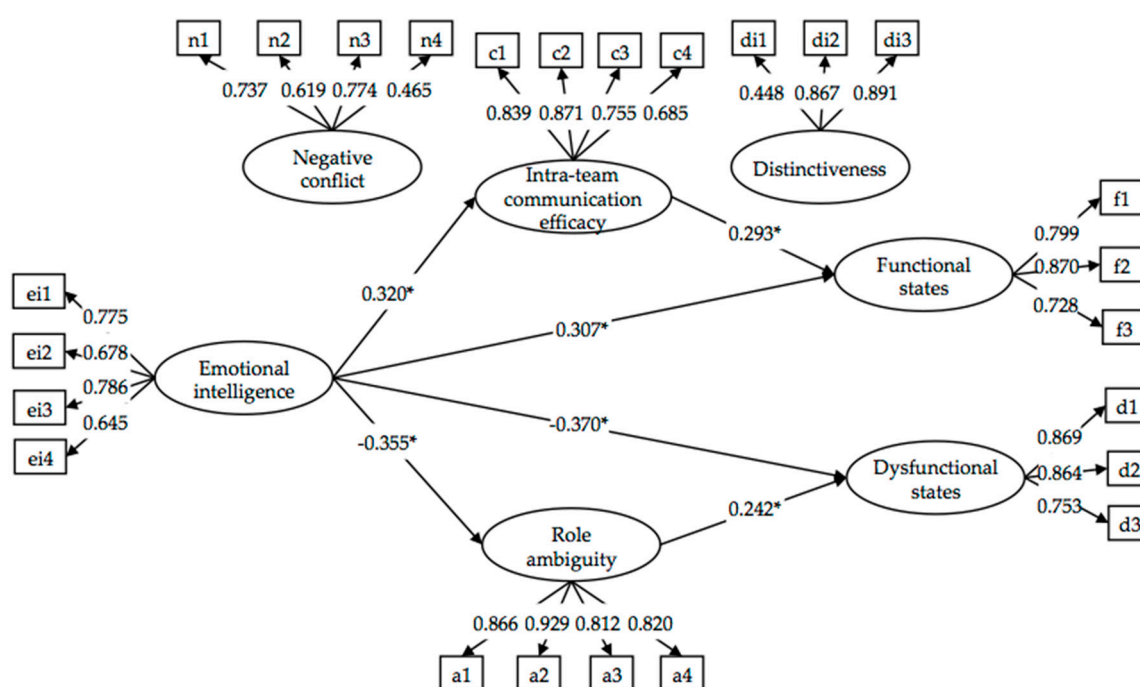 n1 n2 n3 n4
c1 c2 c3 c4
di1 di2 di3
0.737 0.619 0.774 0.465
0.839 0.871 0.755 0.685
0.448 0.867 0.891
Negative
conflict
Intra-team
communication
efficacy
Distinctiveness
f1
0.799
0.293*
Functional
states
0.870 f2
0.728
f3
ei1
0.775
0.320*
0.307*
ei2 0.678
Emotional
intelligence
0.786
ei3
0.645
ei4
-0.355*
-0.370*
d1
0.869
Dysfunctional
states
0.864 d2
0.753
d3
0.242*
Role
ambiguity
0.866 0.929 0.812 0.820
a1 a2 a3 a4